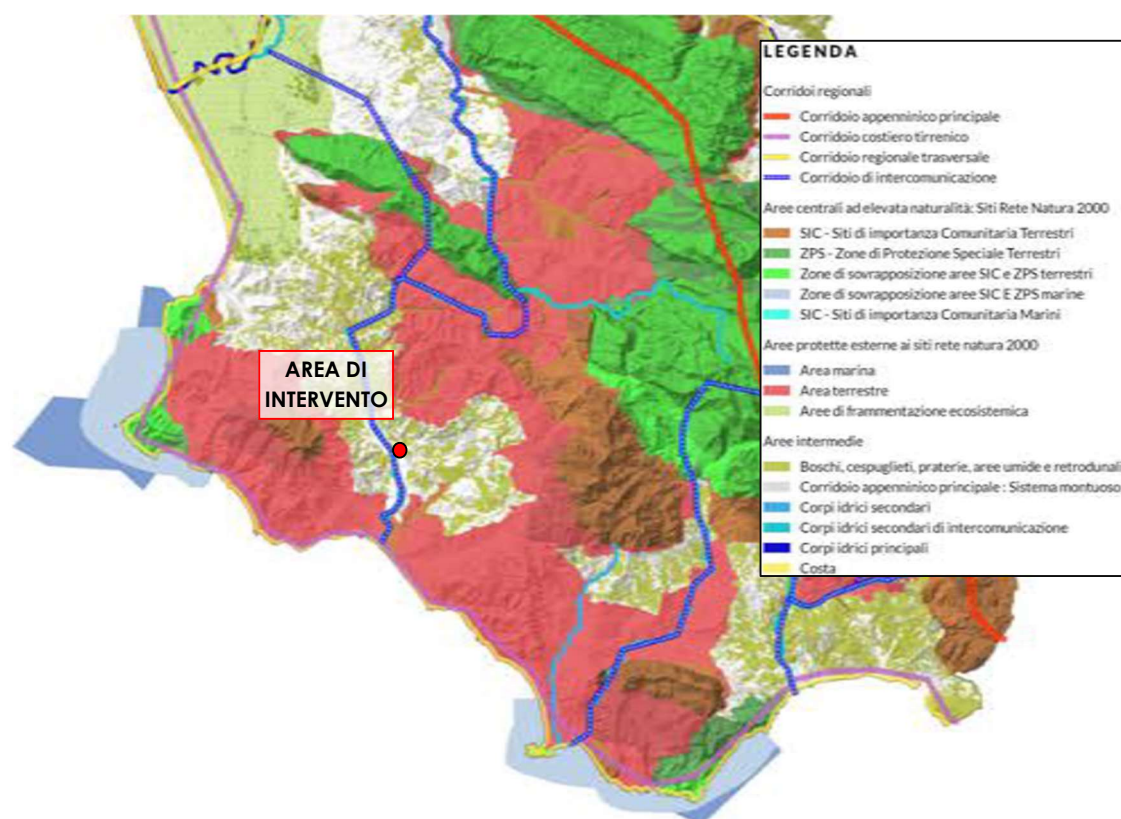 LEGENDA
Corridoi regionali
Corridoio appenninico principale
Corridoio costiero tirrenico
Corridoio regionale trasversale
Corridoio di intercomunicazione
Aree centrali ad elevata naturalità: Siti Rete Natura 2000
SIC - Siti di importanza Comunitaria Terrestri
ZPS - Zone di Protezione Speciale Terrestri
Zone di sovrapposizione aree SIC e ZPS terrestri
Zone di sovrapposizione aree SIC E ZPS marine
SIC - Siti di importanza Comunitaria Marini
Aree protette esterne ai siti rete natura 2000
Area marina
Area terrestre
Aree di frammentazione ecosistemica
Aree intermedie
Boschi, cespuglieti, praterie, aree umide e retrodunali
Corridoio appenninico principale : Sistema montuoso
Corpi idrici secondari
Corpi idrici secondari di intercomunicazione
Corpi idrici principali
Costa
AREA DI
INTERVENTO